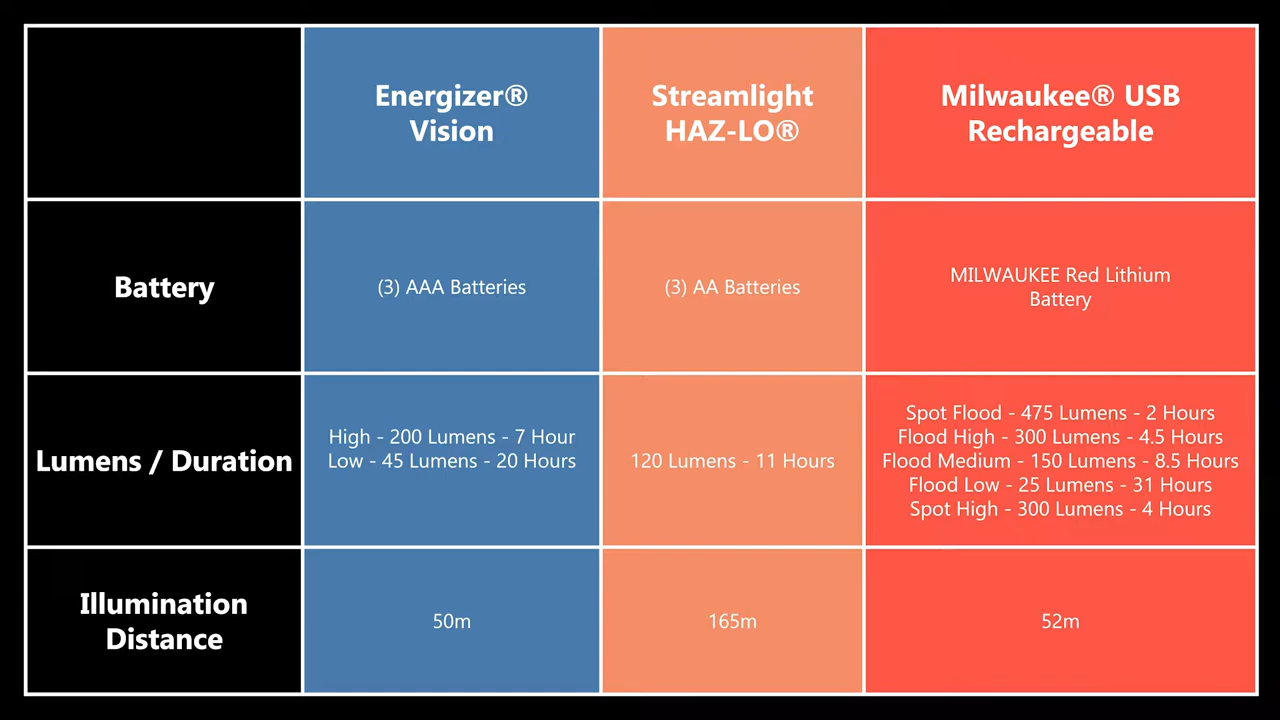 Energizer®
Vision
Streamlight
HAZ-LO®
Milwaukee® USB
Rechargeable
Battery
(3) AAA Batteries
(3) AA Batteries
MILWAUKEE Red Lithium
Battery
Lumens / Duration
High - 200 Lumens - 7 Hour
Low - 45 Lumens - 20 Hours
120 Lumens - 11 Hours
Spot Flood - 475 Lumens - 2 Hours
Flood High - 300 Lumens - 4.5 Hours
Flood Medium - 150 Lumens - 8.5 Hours
Flood Low - 25 Lumens - 31 Hours
Spot High - 300 Lumens - 4 Hours
Illumination
Distance
50m
165m
52m